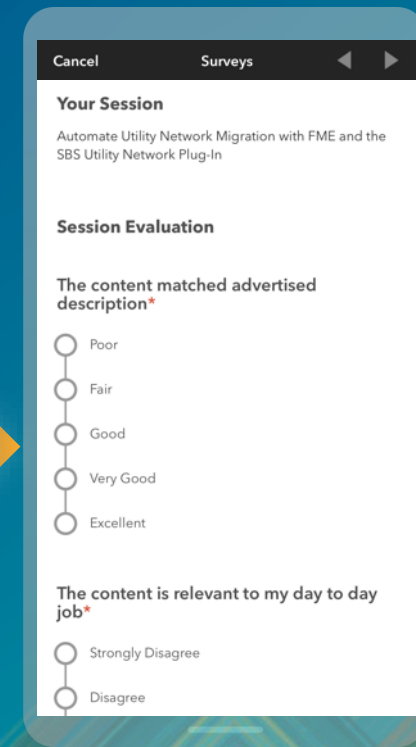 Cancel Surveys
Your Session
Automate Utility Network Migration with FME and the
SBS Utility Network Plug-In
Session Evaluation
The content matched advertised
description*
Poor
Fair
Good
Very Good
Excellent
The content is relevant to my day to day
job*
Strongly Disagree
Disagree